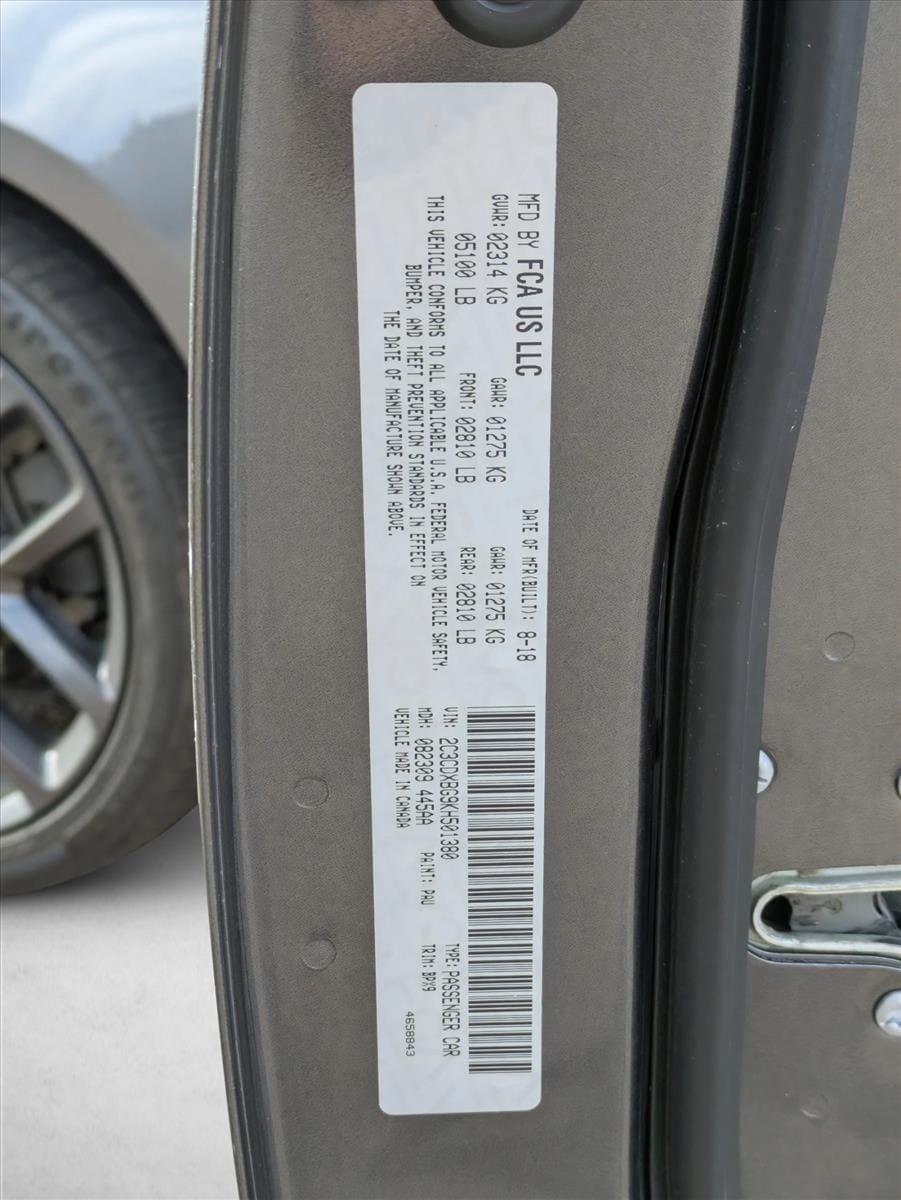 MFD BY FCA US LLC DATE OF MFR(BUILT): 8-18
GVWR: 02314 KG GAWR: 01275 KG GAWR: 01275 KG
05100 LB FRONT: 02810 LB REAR: 02810 LB
THIS VEHICLE CONFORMS TO ALL APPLICABLE U.S.A. FEDERAL MOTOR VEHICLE SAFETY,
BUMPER, AND THEFT PREVENTION STANDARDS IN EFFECT ON
THE DATE OF MANUFACTURE SHOWN ABOVE.
VIN: 2C3CDXBG9KH501380 TYPE: PASSENGER CAR
MDH: 082309 445AA PAINT: PAU TRIM: BPX9
VEHICLE MADE IN CANADA 4658843